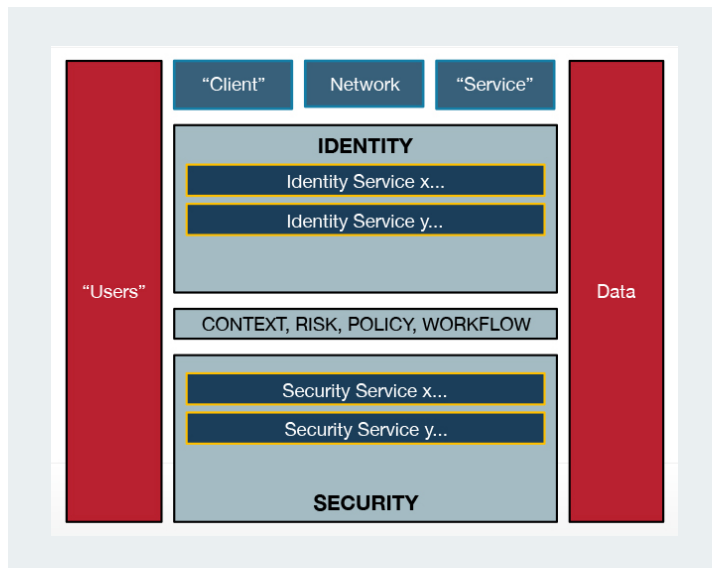 “Client”
Network
“Service”
IDENTITY
Identity Service x...
Identity Service y...
“Users”
Data
CONTEXT, RISK, POLICY, WORKFLOW
Security Service x...
Security Service y...
SECURITY